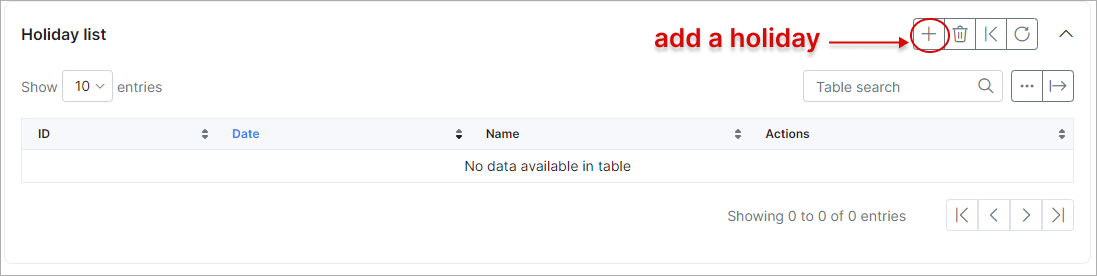 Holiday list
add a holiday
Show 10 entries
Table search
ID Date Name Actions
No data available in table
Showing 0 to 0 of 0 entries